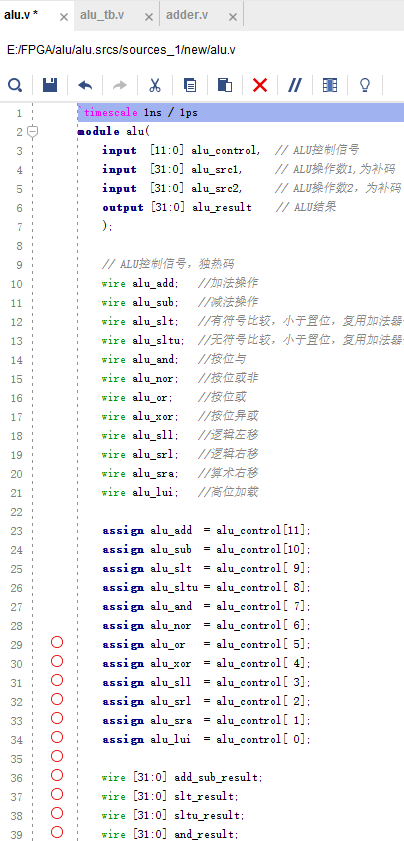 alu.v * × alu_tb.v × adder.v ×
E:/FPGA/alu/alu.srcs/sources_1/new/alu.v
1 `timescale 1ns / 1ps
2 module alu(
3 input [11:0] alu_control, // ALU控制信号
4 input [31:0] alu_src1, // ALU操作数1,为补码
5 input [31:0] alu_src2, // ALU操作数2，为补码
6 output [31:0] alu_result // ALU结果
7 );
8
9 // ALU控制信号，独热码
10 wire alu_add; //加法操作
11 wire alu_sub; //减法操作
12 wire alu_slt; //有符号比较，小于置位，复用加法器
13 wire alu_sltu; //无符号比较，小于置位，复用加法器
14 wire alu_and; //按位与
15 wire alu_nor; //按位或非
16 wire alu_or; //按位或
17 wire alu_xor; //按位异或
18 wire alu_sll; //逻辑左移
19 wire alu_srl; //逻辑右移
20 wire alu_sra; //算术右移
21 wire alu_lui; //高位加载
22
23 assign alu_add = alu_control[11];
24 assign alu_sub = alu_control[10];
25 assign alu_slt = alu_control[ 9];
26 assign alu_sltu = alu_control[ 8];
27 assign alu_and = alu_control[ 7];
28 assign alu_nor = alu_control[ 6];
29 assign alu_or = alu_control[ 5];
30 assign alu_xor = alu_control[ 4];
31 assign alu_sll = alu_control[ 3];
32 assign alu_srl = alu_control[ 2];
33 assign alu_sra = alu_control[ 1];
34 assign alu_lui = alu_control[ 0];
35
36 wire [31:0] add_sub_result;
37 wire [31:0] slt_result;
38 wire [31:0] sltu_result;
39 wire [31:0] and_result;